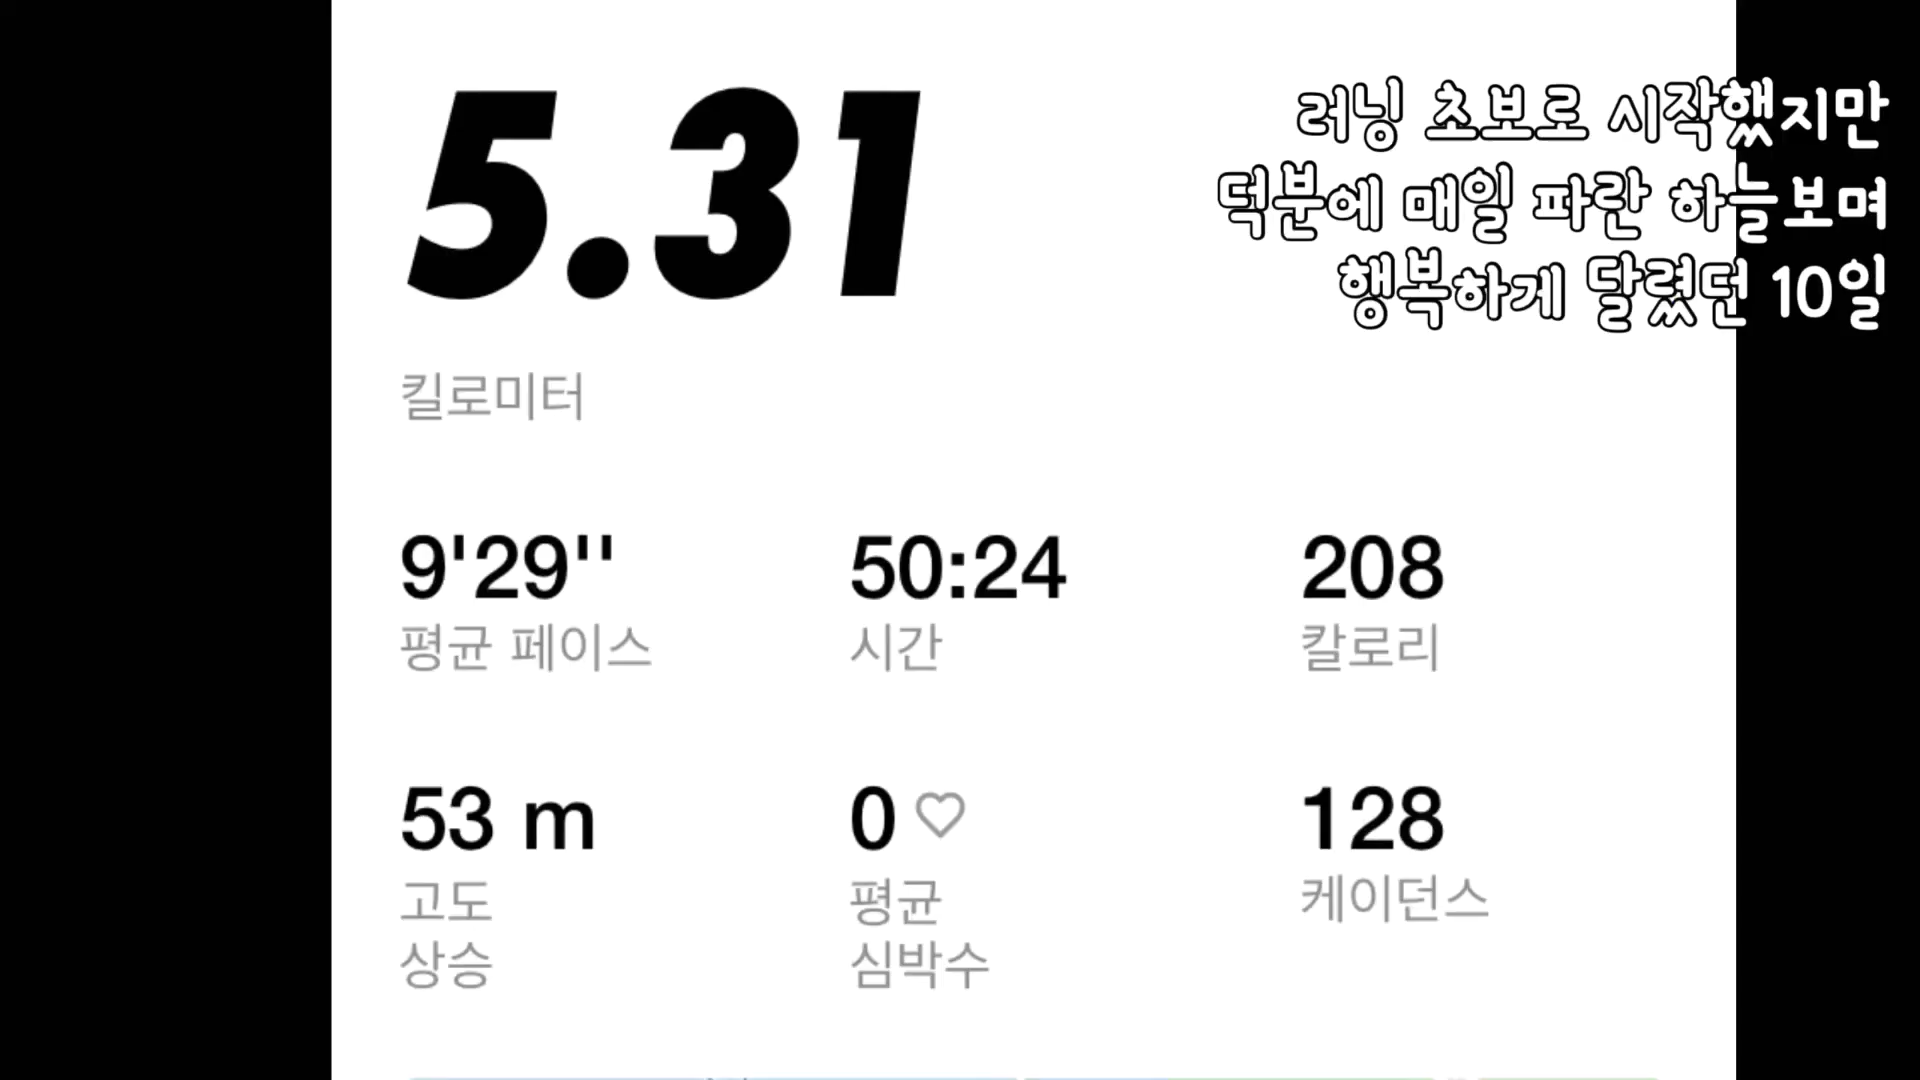 5.31
킬로미터
러닝 초보로 시작했지만
덕분에 매일 파란 하늘보며
행복하게 달렸던 10일
9'29''
평균 페이스
50:24
시간
208
칼로리
53 m
고도
상승
0
평균
심박수
128
케이던스